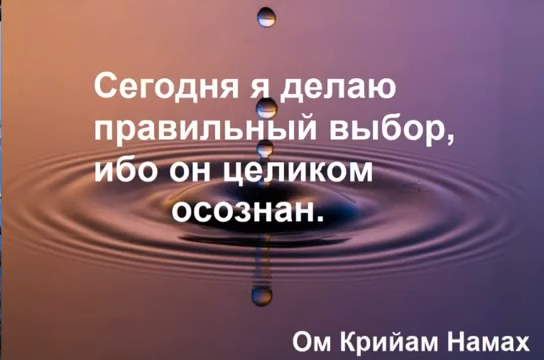 Сегодня я делаю
правильный выбор,
ибо он целиком
осознан.
Ом Крийам Намах